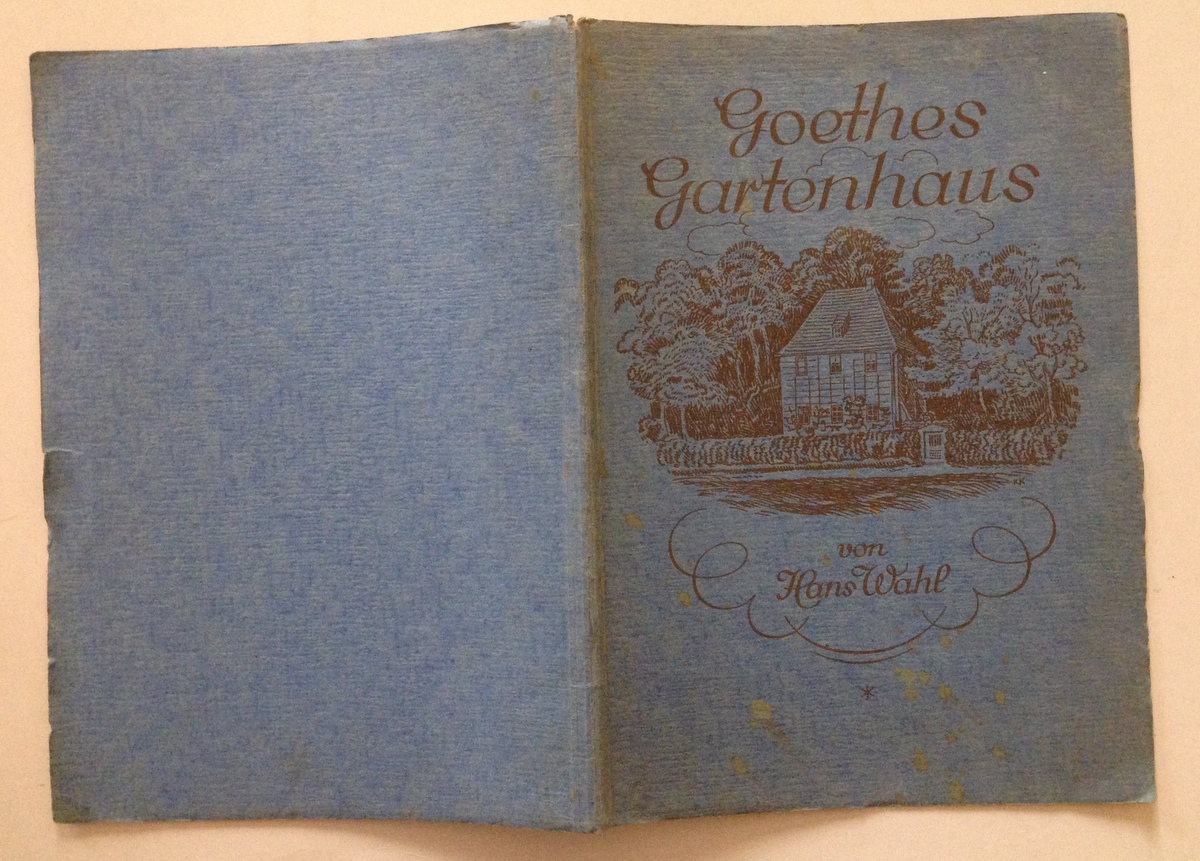 Goethes
Gartenhaus
von
Hans Wahl
*